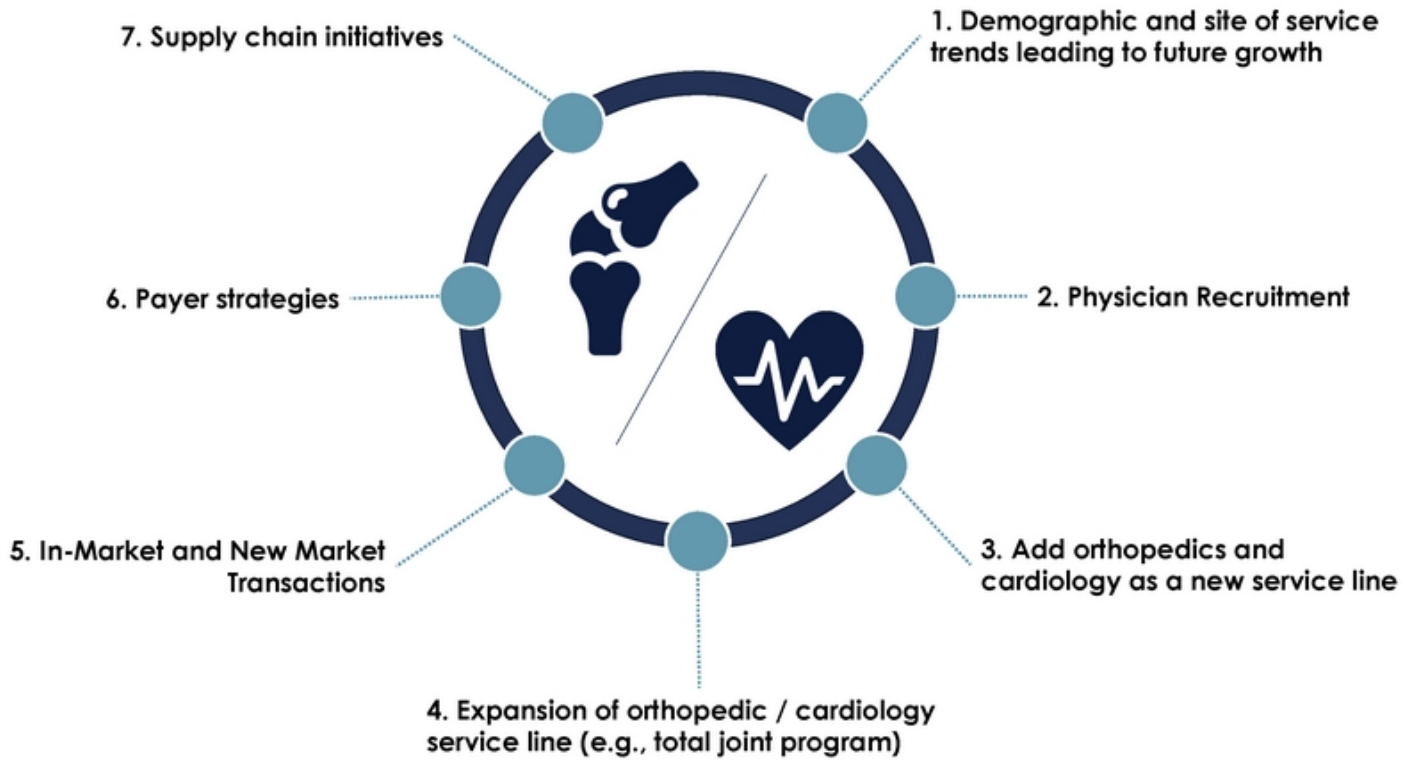 1. Demographic and site of service
trends leading to future growth
2. Physician Recruitment
3. Add orthopedics and
cardiology as a new service line
4. Expansion of orthopedic / cardiology
service line (e.g., total joint program)
5. In-Market and New Market
Transactions
6. Payer strategies
7. Supply chain initiatives